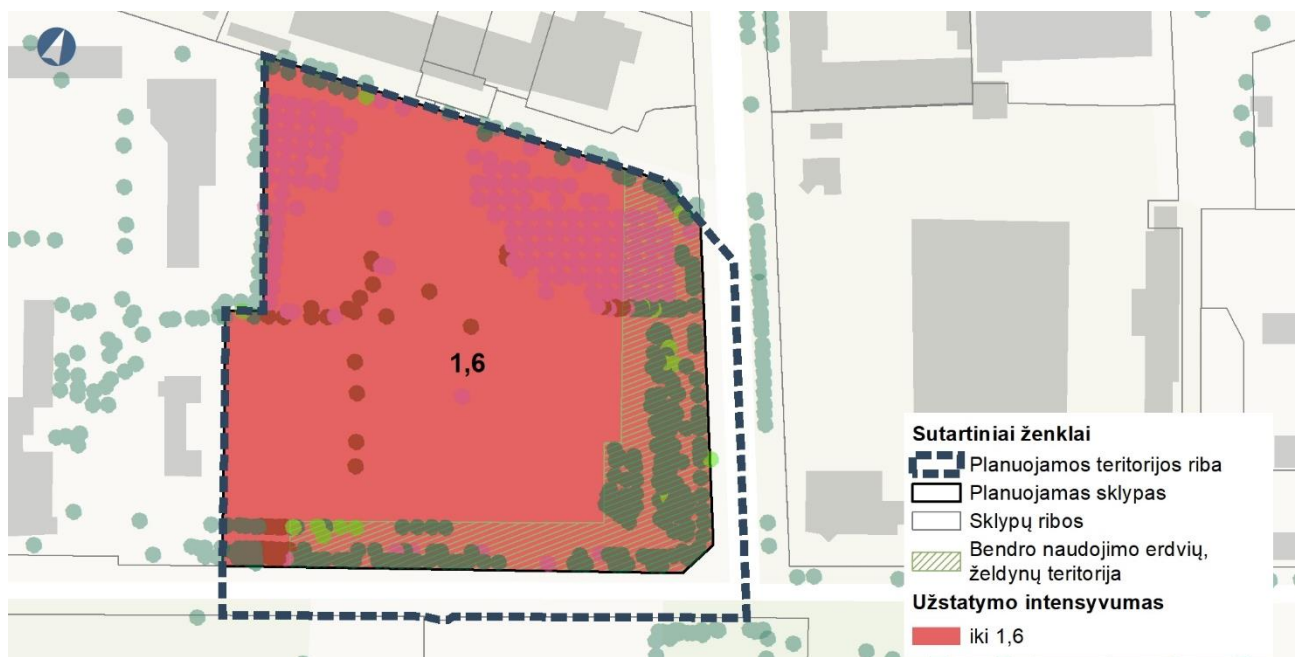 1,6
Sutartiniai ženklai
Planuojamos teritorijos riba
Planuojamas sklypas
Sklypų ribos
Bendro naudojimo erdvių,
želdynų teritorija
Užstatymo intensyvumas
iki 1,6